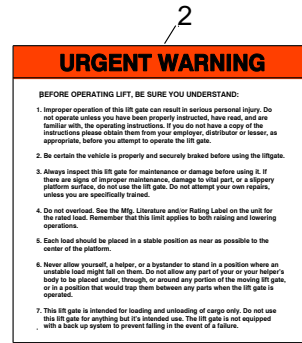 2
URGENT WARNING
BEFORE OPERATING LIFT, BE SURE YOU UNDERSTAND:
1. Improper operation of this lift gate can result in serious personal injury. Do
not operate unless you have been properly instructed, have read, and are
familiar with, the operating instructions. If you do not have a copy of the
instructions please obtain them from your employer, distributor or lesser, as
appropriate, before you attempt to operate the lift gate.
2. Be certain the vehicle is properly and securely braked before using the liftgate.
3. Always inspect this lift gate for maintenance or damage before using it. If
there are signs of improper maintenance, damage to vital part, or a slippery
platform surface, do not use the lift gate. Do not attempt your own repairs,
unless you are specifically trained.
4. Do not overload. See the Mfg. Literature and/or Rating Label on the unit for
the rated load. Remember that this limit applies to both raising and lowering
operations.
5. Each load should be placed in a stable position as near as possible to the
center of the platform.
6. Never allow yourself, a helper, or a bystander to stand in a position where an
unstable load might fall on them. Do not allow any part of your or your helper's
body to be placed under, through, or around any portion of the moving lift gate,
or in a position that would trap them between any parts when the lift gate is
operated.
7. This lift gate is intended for loading and unloading of cargo only. Do not use
this lift gate for anything but it's intended use. The lift gate is not equipped
with a back up system to prevent falling in the event of a failure.